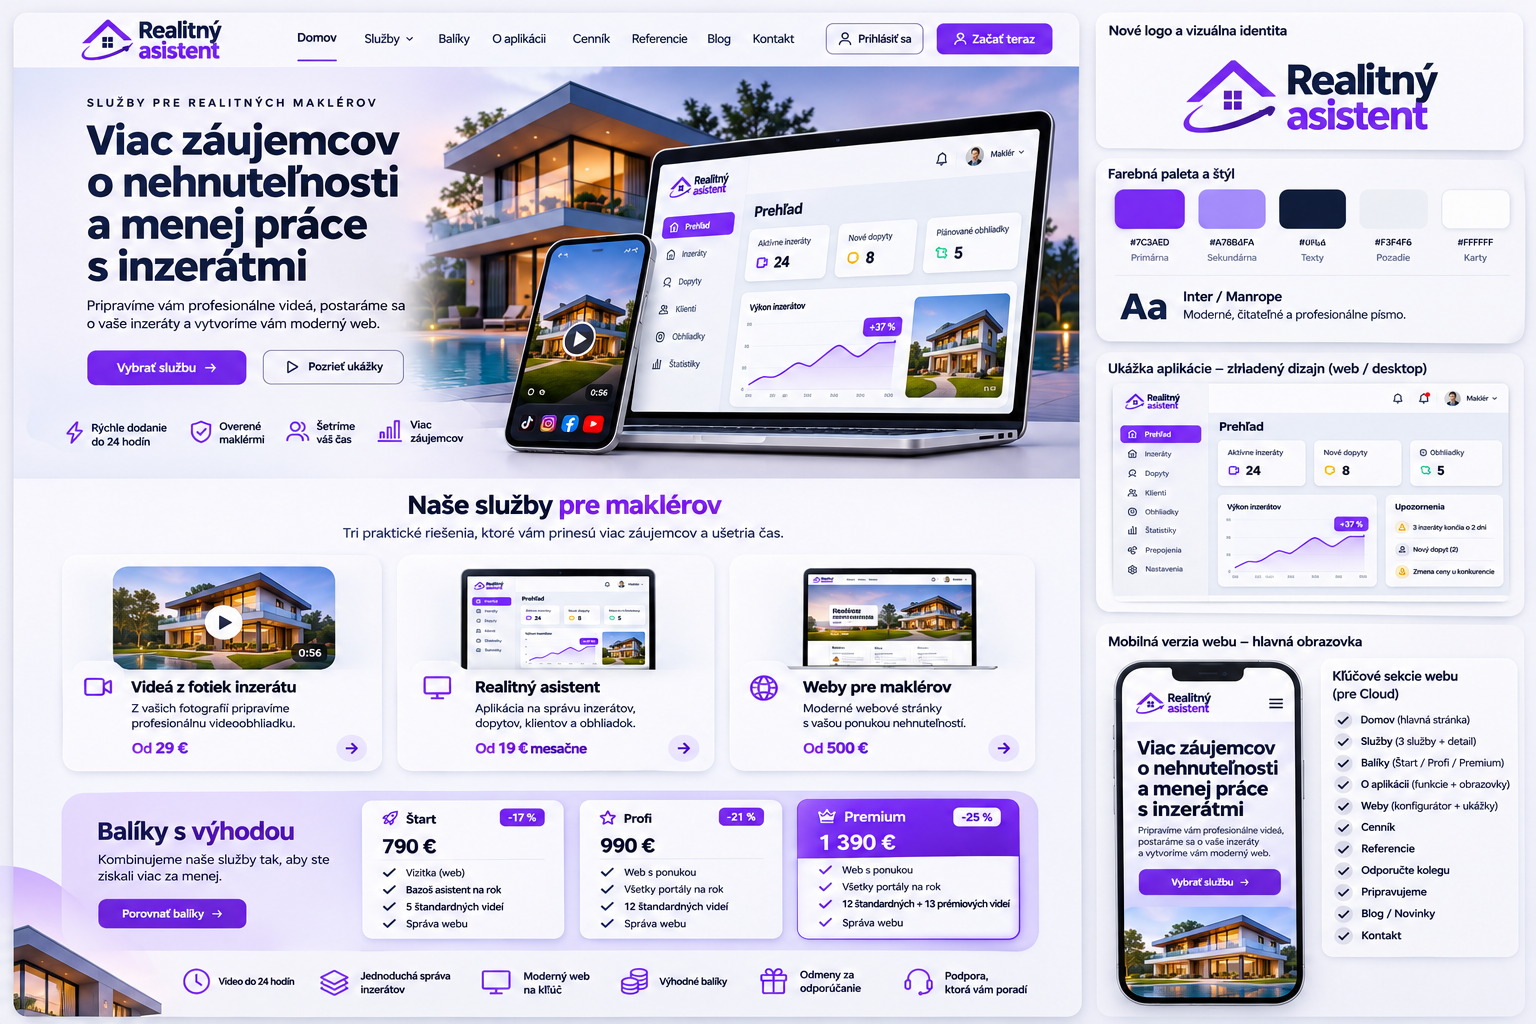 Realitný
asistent
Domov
Služby
Balíky
O aplikácii
Cenník
Referencie
Blog
Kontakt
Prihlásiť sa
Začať teraz
SLUŽBY PRE REALITNÝCH MAKLÉROV
Viac záujemcov
o nehnuteľnosti
a menej práce
s inzerátmi
Pripravíme vám profesionálne videá, postaráme sa
o vaše inzeráty a vytvoríme vám moderný web.
Vybrať službu →
Pozrieť ukážky
Rýchle dodanie
do 24 hodín
Overené
maklérmi
Šetríme
váš čas
Viac
záujemcov
0:56
Realitný
asistent
Maklér
Prehľad
Inzeráty
Dopyty
Klienti
Obhliadky
Štatistiky
Prehľad
Aktívne inzeráty
24
Nové dopyty
8
Plánované obhliadky
5
Výkon inzerátov
+37 %
Naše služby pre maklérov
Tri praktické riešenia, ktoré vám prinesú viac záujemcov a ušetria čas.
0:56
Videá z fotiek inzerátu
Z vašich fotografií pripravíme
profesionálnu videoobhliadku.
Od 29 €
Prehľad
24
8
5
Realitný asistent
Aplikácia na správu inzerátov,
dopytov, klientov a obhliadok.
Od 19 € mesačne
Weby pre maklérov
Moderné webové stránky
s vašou ponukou nehnuteľností.
Od 500 €
Balíky s výhodou
Kombinujeme naše služby tak, aby ste
získali viac za menej.
Porovnať balíky →
Štart
-17 %
790 €
Vizitka (web)
Bazoš asistent na rok
5 štandardných videí
Správa webu
Profi
-21 %
990 €
Web s ponukou
Všetky portály na rok
12 štandardných videí
Správa webu
Premium
-25 %
1 390 €
Web s ponukou
Všetky portály na rok
12 štandardných + 13 prémiových videí
Správa webu
Video do 24 hodín
Jednoduchá správa
inzerátov
Moderný web
na kľúč
Výhodné balíky
Odmeny za
odporúčanie
Podpora,
ktorá vám poradí
Nové logo a vizuálna identita
Realitný
asistent
Farebná paleta a štýl
#7C3AED
Primárna
Sekundárna
Texty
#F3F4F6
Pozadie
#FFFFFF
Karty
Aa
Inter / Manrope
Moderné, čitateľné a profesionálne písmo.
Ukážka aplikácie – dizajn (web / desktop)
Realitný
asistent
Maklér
Prehľad
Inzeráty
Dopyty
Klienti
Obhliadky
Štatistiky
Prepojenia
Nastavenia
Prehľad
Aktívne inzeráty
24
Nové dopyty
8
Obhliadky
5
Výkon inzerátov
+37 %
Upozornenia
3 inzeráty končia o 2 dni
Nový dopyt (2)
Zmena ceny u konkurencie
Mobilná verzia webu – hlavná obrazovka
Realitný
asistent
Viac záujemcov
o nehnuteľnosti
a menej práce
s inzerátmi
Pripravíme vám profesionálne videá,
postaráme sa o vaše inzeráty
a vytvoríme vám moderný web.
Vybrať službu →
Kľúčové sekcie webu
(pre Cloud)
Domov (hlavná stránka)
Služby (3 služby + detail)
Balíky (Štart / Profi / Premium)
O aplikácii (funkcie + obrazovky)
Weby (konfigurátor + ukážky)
Cenník
Referencie
Odporučte kolegu
Pripravujeme
Blog / Novinky
Kontakt